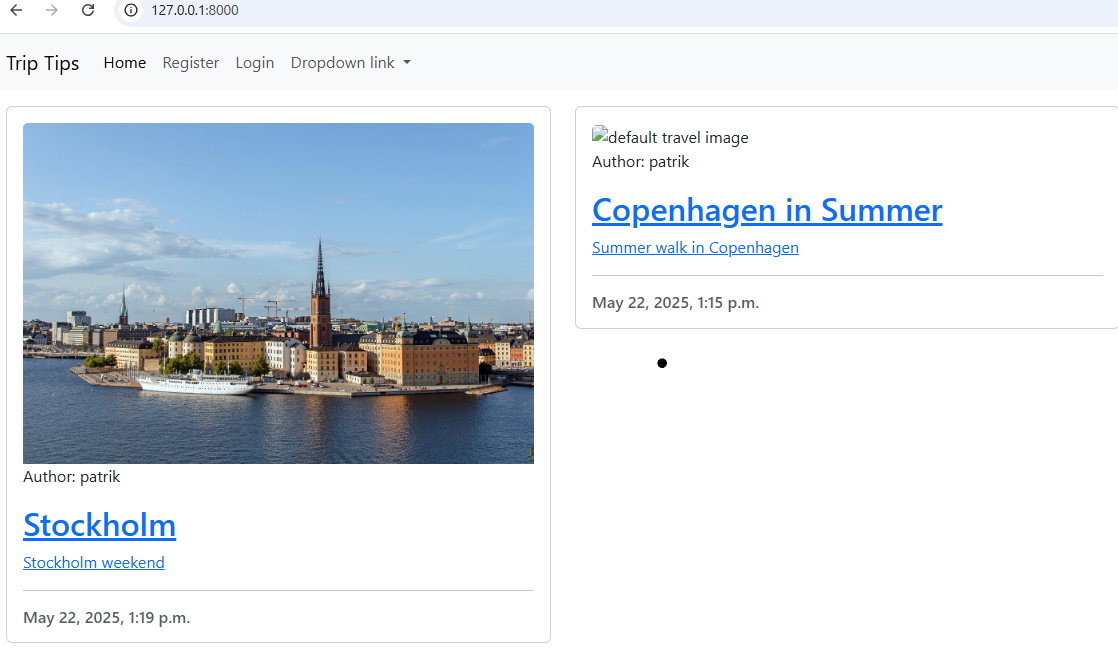 127.0.0.1:8000
Trip Tips Home Register Login Dropdown link
Author: patrik
Stockholm
Stockholm weekend
May 22, 2025, 1:19 p.m.
default travel image
Author: patrik
Copenhagen in Summer
Summer walk in Copenhagen
May 22, 2025, 1:15 p.m.